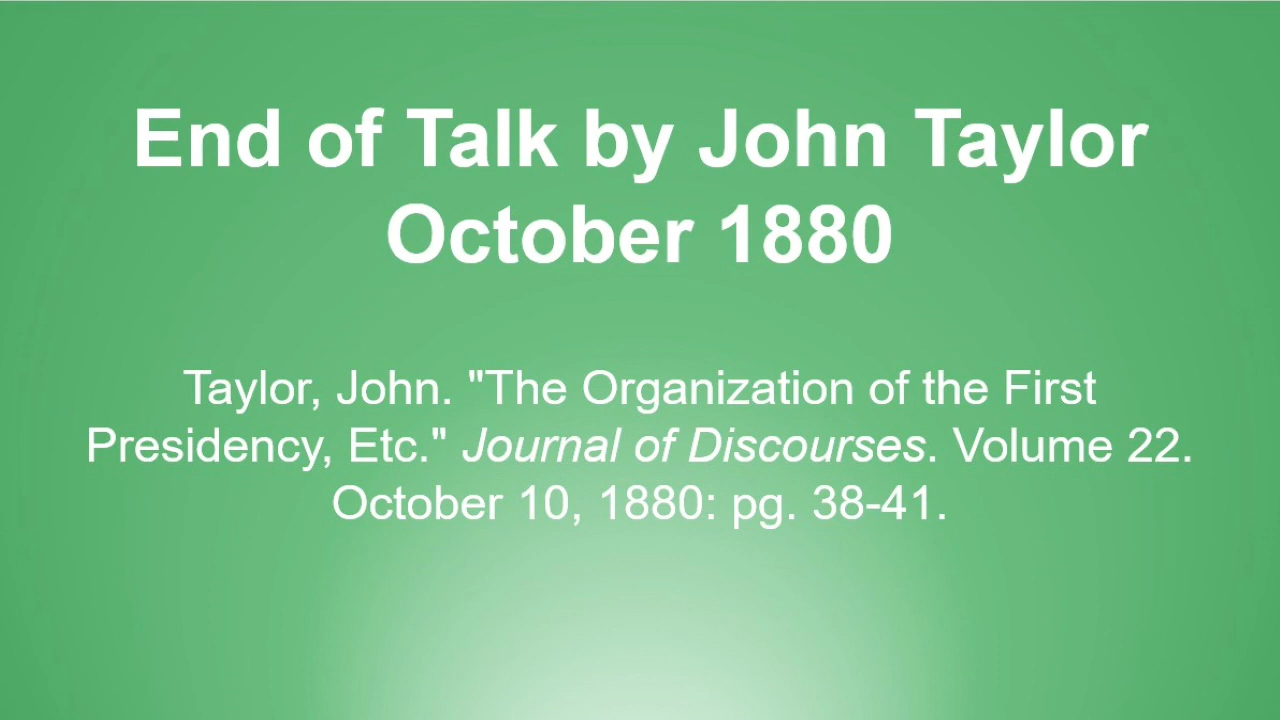 End of Talk by John Taylor
October 1880
Taylor, John. "The Organization of the First
Presidency, Etc." Journal of Discourses. Volume 22.
October 10, 1880: pg. 38-41.